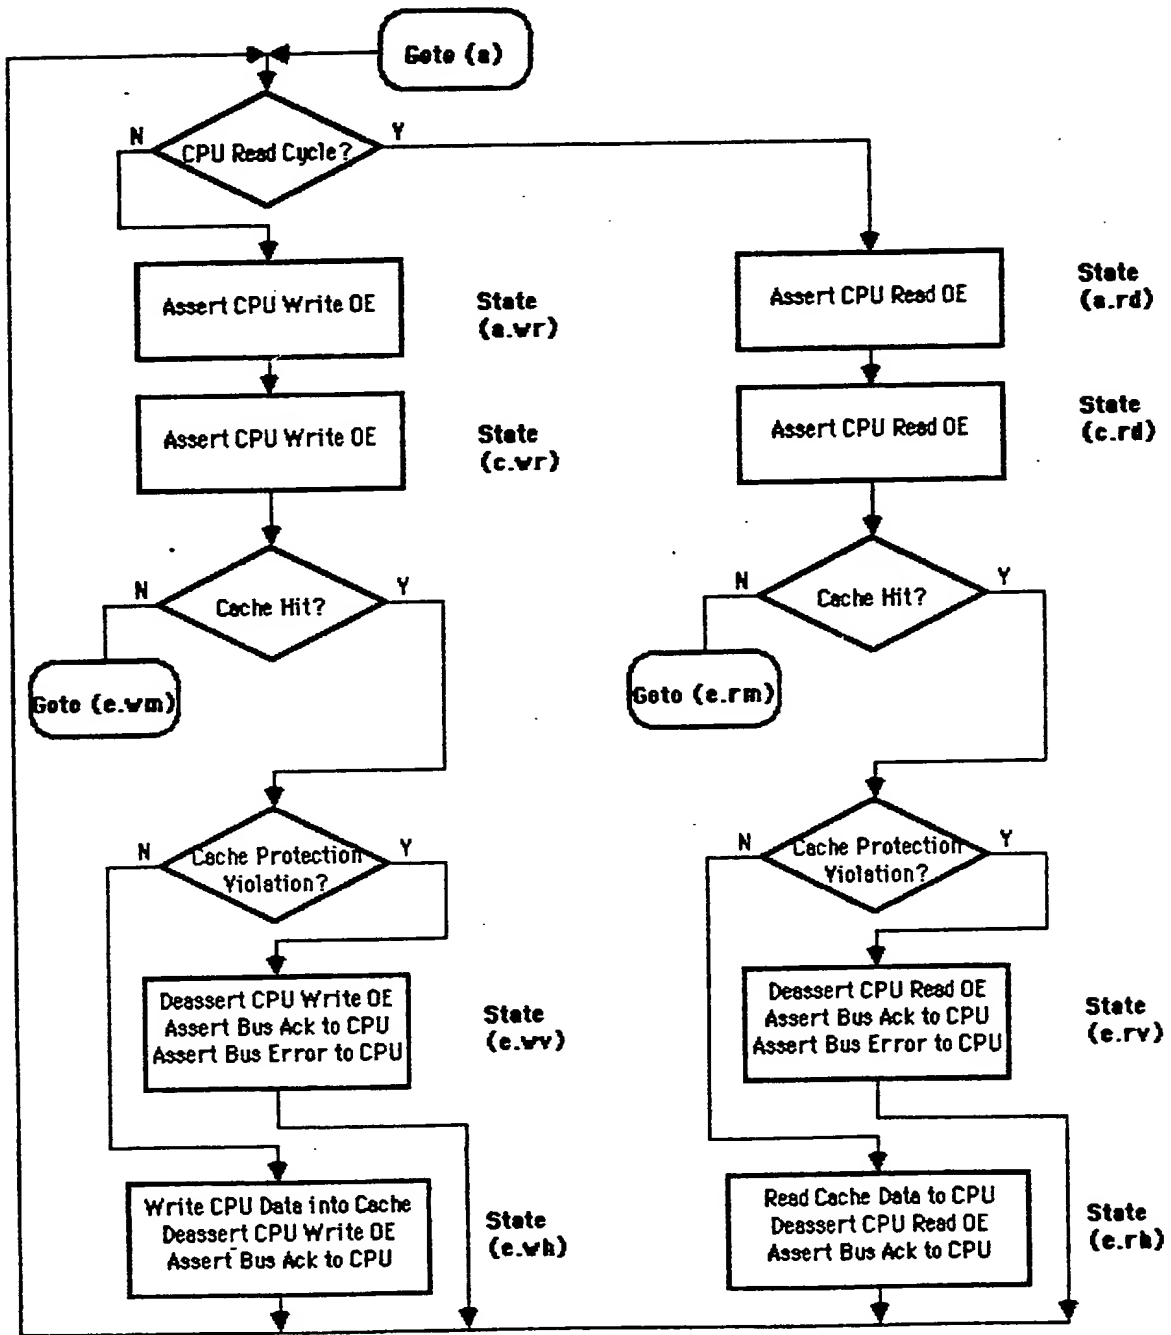 Goto (a)
N
CPU Read Cycle?
Y
Assert CPU Write OE
State
(a.wr)
Assert CPU Read OE
State
(a.rd)
Assert CPU Write OE
State
(c.wr)
Assert CPU Read OE
State
(c.rd)
N
Cache Hit?
Y
N
Cache Hit?
Y
Goto (e.wm)
Goto (e.rm)
N
Cache Protection
Violation?
Y
N
Cache Protection
Violation?
Y
Deassert CPU Write OE
Assert Bus Ack to CPU
Assert Bus Error to CPU
State
(e.wv)
Deassert CPU Read OE
Assert Bus Ack to CPU
Assert Bus Error to CPU
State
(e.rv)
Write CPU Data into Cache
Deassert CPU Write OE
Assert Bus Ack to CPU
State
(e.wh)
Read Cache Data to CPU
Deassert CPU Read OE
Assert Bus Ack to CPU
State
(e.rh)